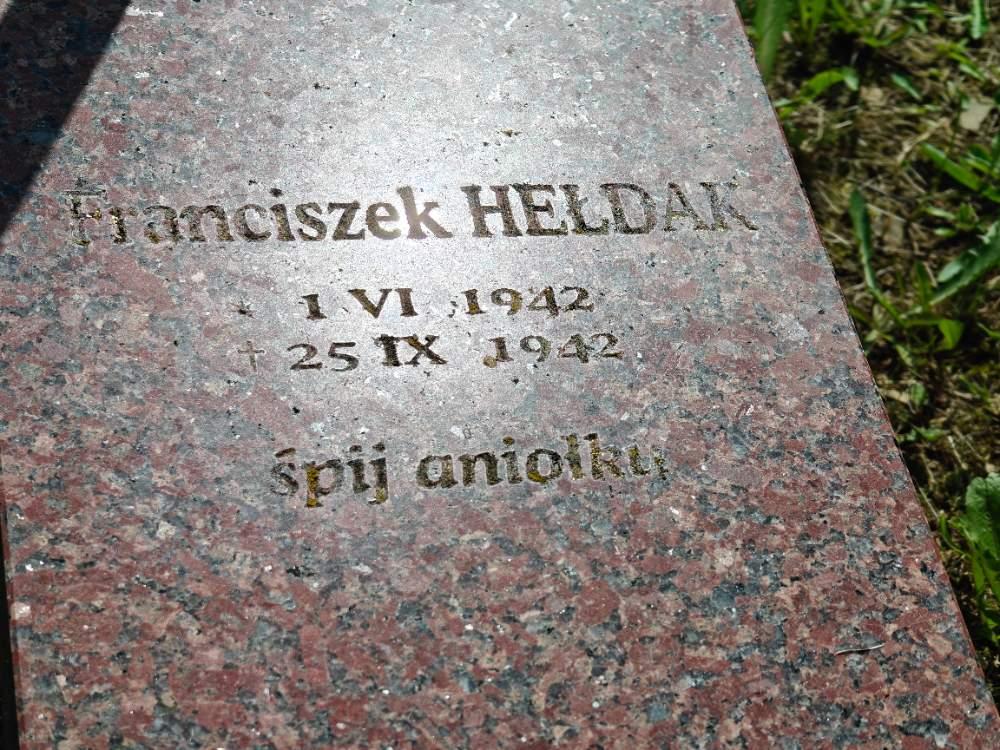 Franciszek HEŁDAK
* 1 VI 1942
† 25 IX 1942
śpij aniołku